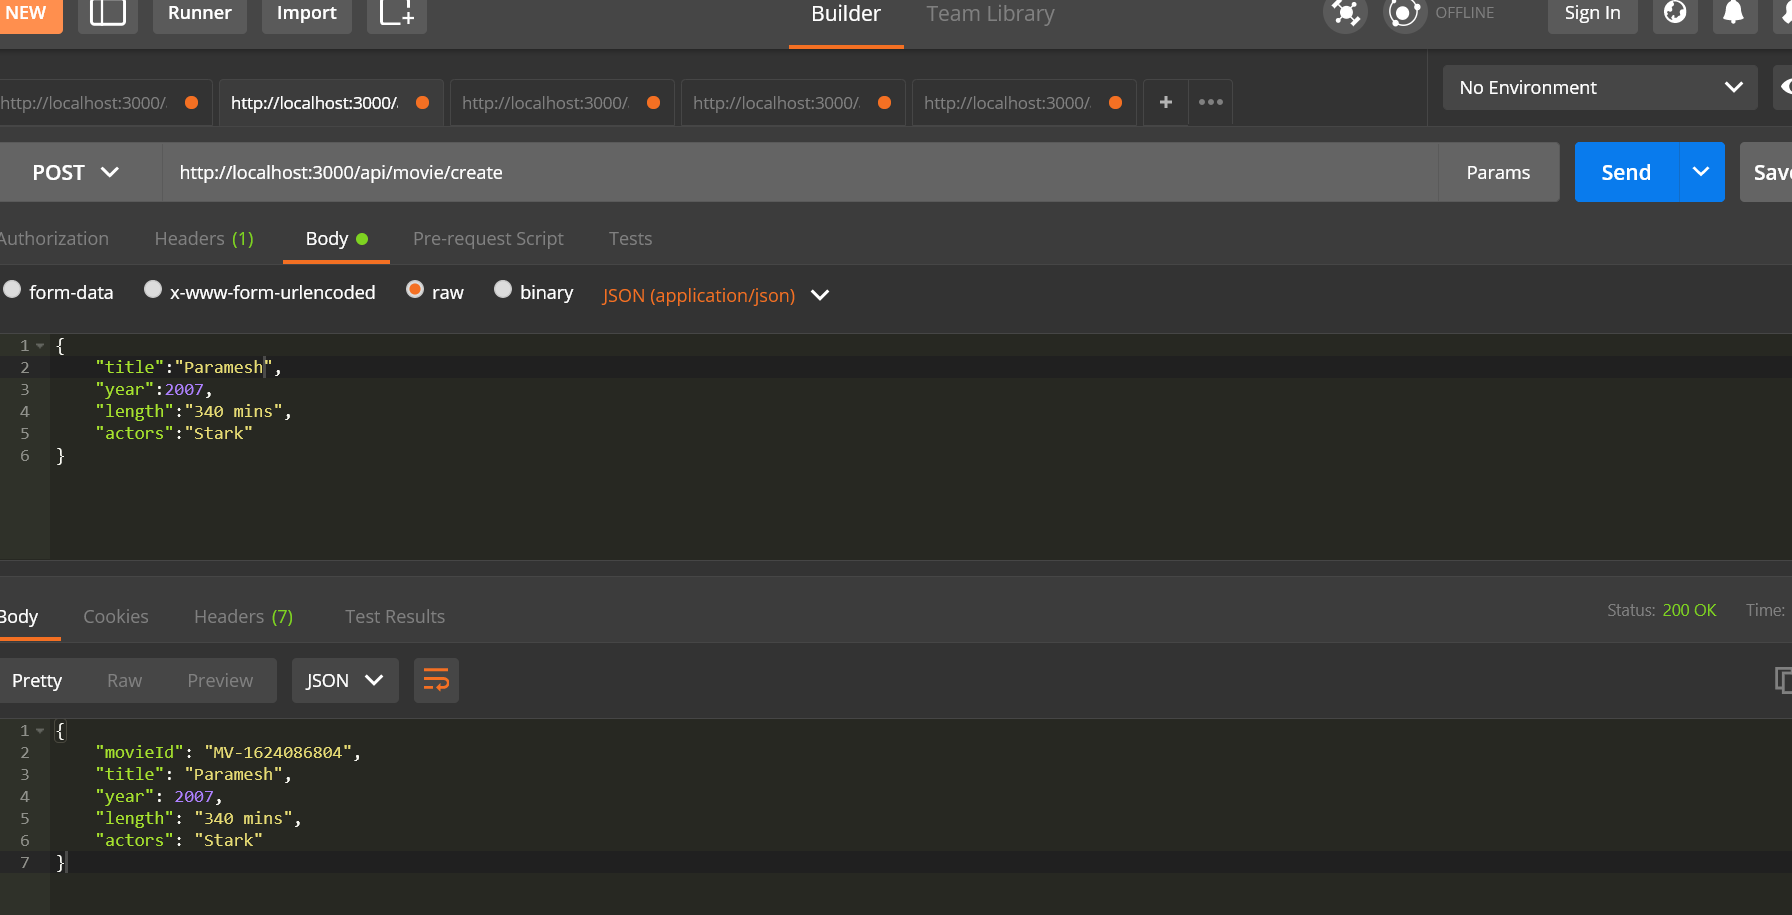 NEW Runner Import Builder Team Library OFFLINE Sign In
http://localhost:3000/. http://localhost:3000/. http://localhost:3000/. http://localhost:3000/. http://localhost:3000/. + ••• No Environment
POST http://localhost:3000/api/movie/create Params Send Save
Authorization Headers (1) Body Pre-request Script Tests
form-data x-www-form-urlencoded raw binary JSON (application/json)
1 {
2 "title":"Paramesh",
3 "year":2007,
4 "length":"340 mins",
5 "actors":"Stark"
6 }
Body Cookies Headers (7) Test Results Status: 200 OK Time:
Pretty Raw Preview JSON
1 {
2 "movieId": "MV-1624086804",
3 "title": "Paramesh",
4 "year": 2007,
5 "length": "340 mins",
6 "actors": "Stark"
7 }